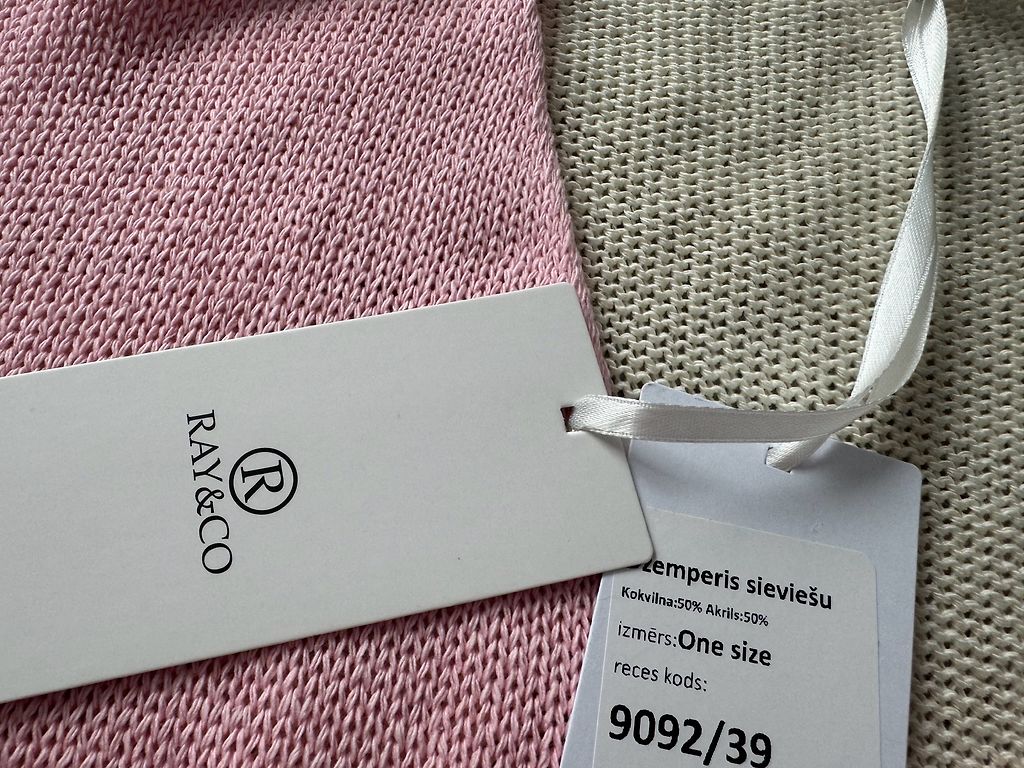 R
RAY&CO
zemperis sieviešu
Kokvilna:50% Akrils:50%
izmērs:One size
reces kods:
9092/39